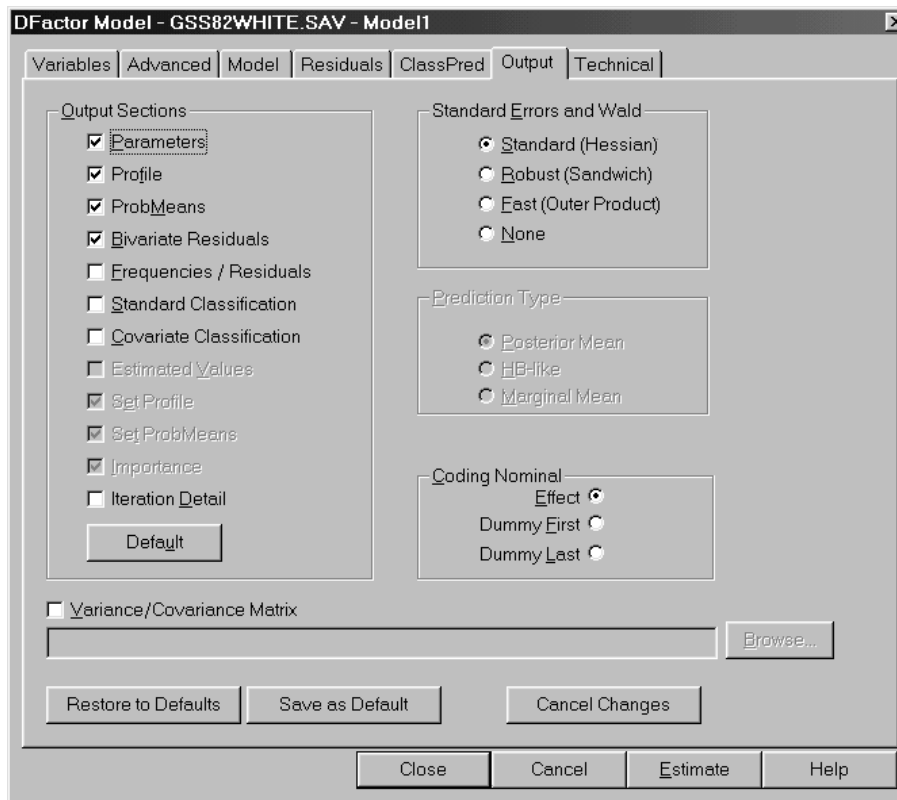 DFactor Model - GSS82WHITE.SAV - Model1
Variables Advanced Model Residuals ClassPred Output Technical
Output Sections
Parameters
Profile
ProbMeans
Bivariate Residuals
Frequencies / Residuals
Standard Classification
Covariate Classification
Estimated Values
Set Profile
Set ProbMeans
Importance
Iteration Detail
Default
Standard Errors and Wald
Standard (Hessian)
Robust (Sandwich)
Fast (Outer Product)
None
Prediction Type
Posterior Mean
HB-like
Marginal Mean
Coding Nominal
Effect
Dummy First
Dummy Last
Variance/Covariance Matrix
Browse...
Restore to Defaults Save as Default Cancel Changes
Close Cancel Estimate Help